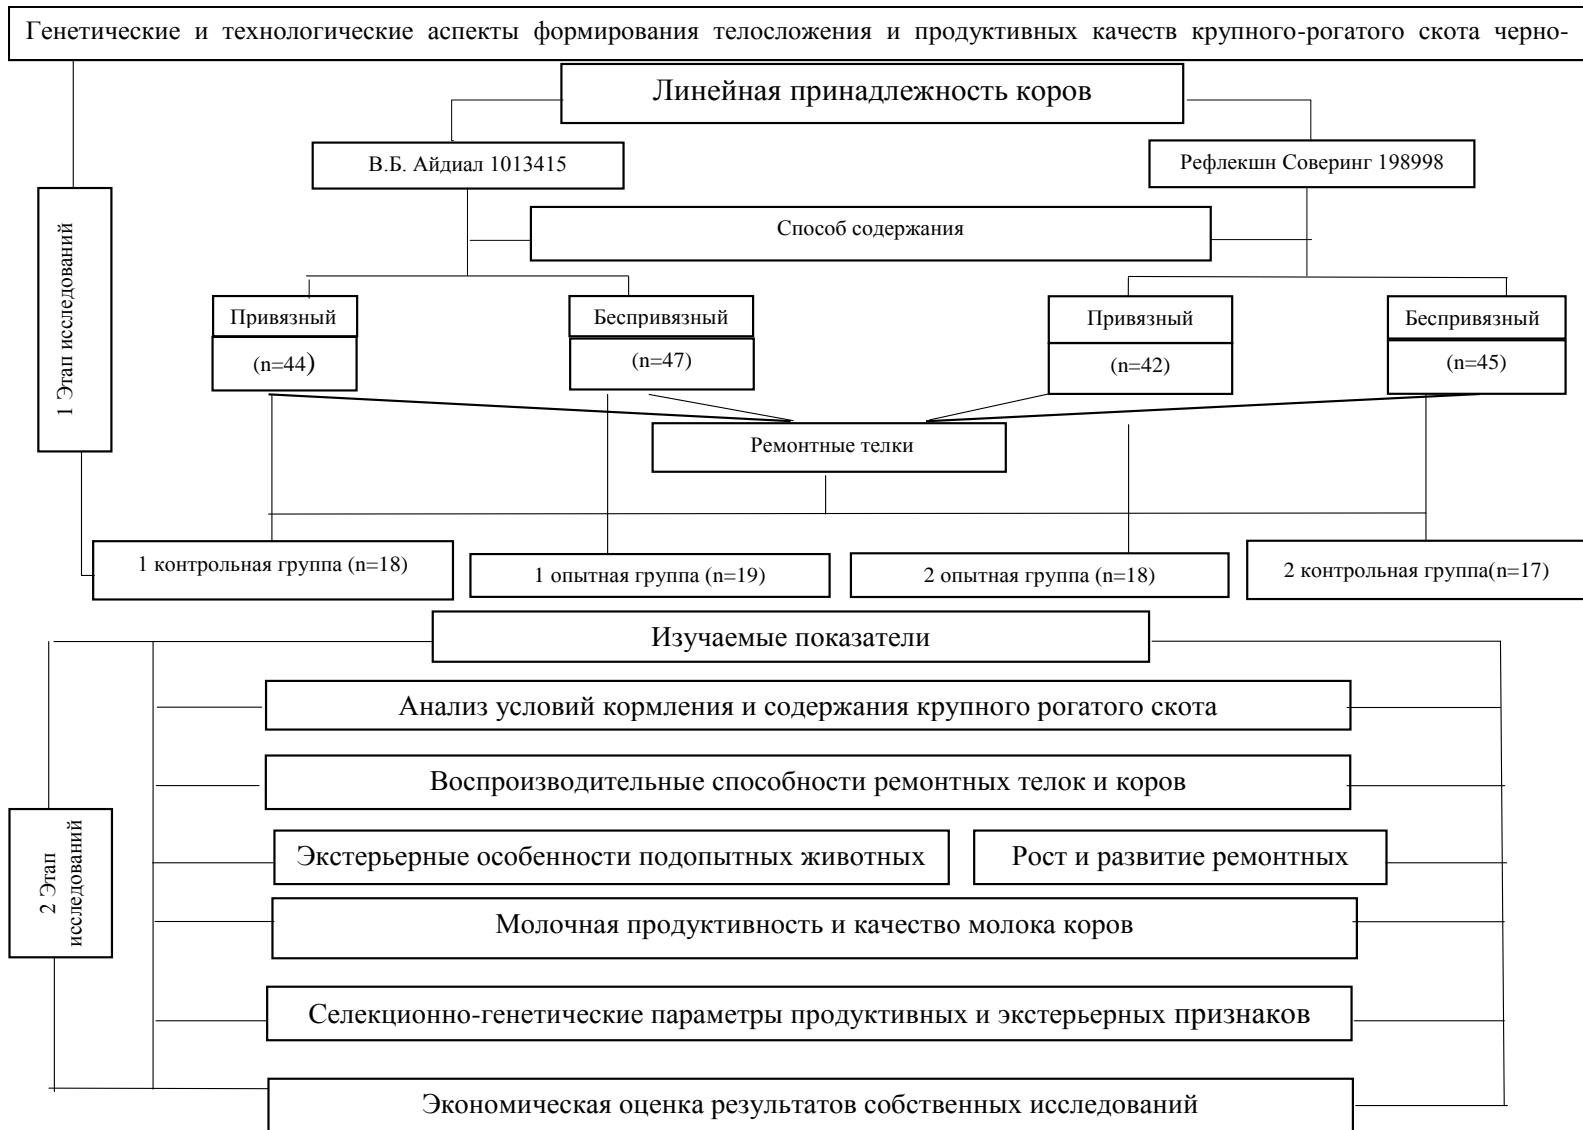 Генетические и технологические аспекты формирования телосложения и продуктивных качеств крупного-рогатого скота черно-
Линейная принадлежность коров
В.Б. Айдиал 1013415
Рефлекшн Соверинг 198998
Способ содержания
1 Этап исследований
Привязный
Беспривязный
Привязный
Беспривязный
(n=44)
(n=47)
(n=42)
(n=45)
Ремонтные телки
1 контрольная группа (n=18)
1 опытная группа (n=19)
2 опытная группа (n=18)
2 контрольная группа(n=17)
Изучаемые показатели
Анализ условий кормления и содержания крупного рогатого скота
Воспроизводительные способности ремонтных телок и коров
2 Этап
исследований
Экстерьерные особенности подопытных животных
Рост и развитие ремонтных
Молочная продуктивность и качество молока коров
Селекционно-генетические параметры продуктивных и экстерьерных признаков
Экономическая оценка результатов собственных исследований